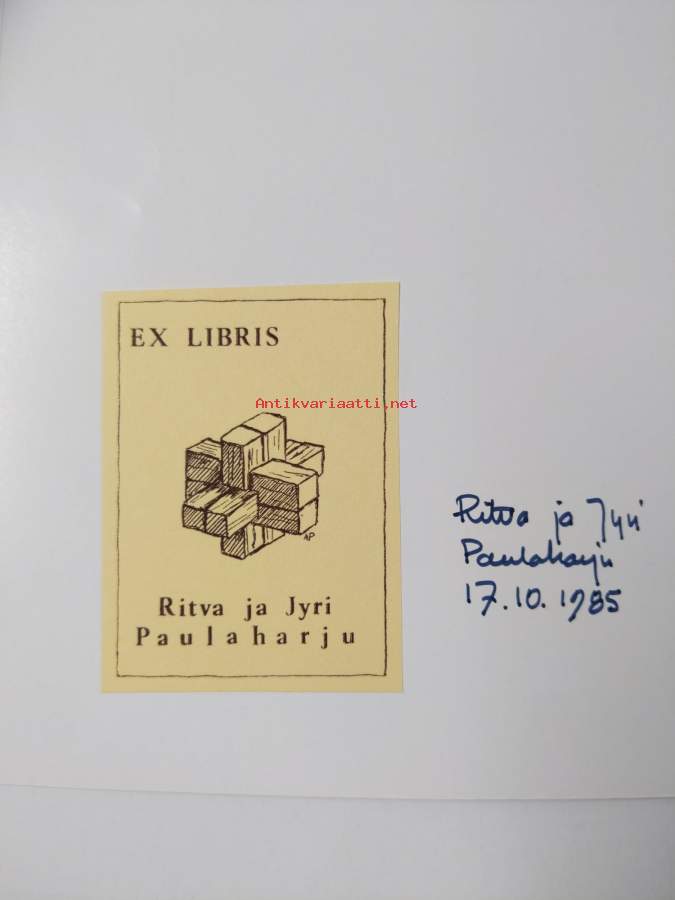 EX LIBRIS
Antikvariaatti.net
AP
Ritva ja Jyri
Paulaharju
Ritva ja Jyri
Paulaharju
17.10.1985